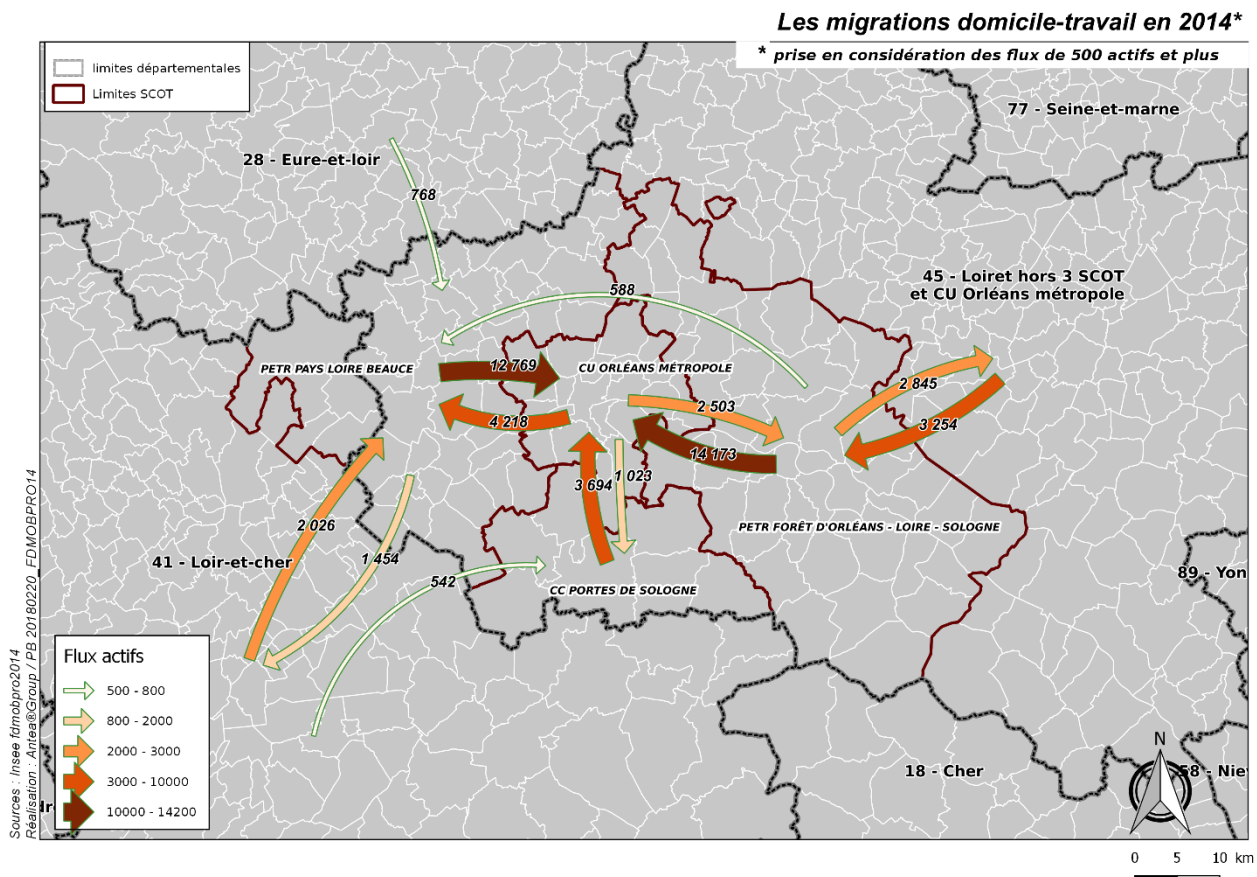 Les migrations domicile-travail en 2014*
* prise en considération des flux de 500 actifs et plus
limites départementales
Limites SCOT
77 - Seine-et-marne
28 - Eure-et-loir
768
45 - Loiret hors 3 SCOT
et CU Orléans métropole
588
PETR PAYS LOIRE BEAUCE
12 769
CU ORLÉANS MÉTROPOLE
2 845
2 503
4 218
3 254
14 173
1 023
3 694
2 026
PETR FORÊT D'ORLÉANS - LOIRE - SOLOGNE
1 454
41 - Loir-et-cher
542
89 - Yon
CC PORTES DE SOLOGNE
Flux actifs
500 - 800
800 - 2000
2000 - 3000
3000 - 10000
10000 - 14200
18 - Cher
58 - Niev
N
0 5 10 km
Sources : Insee fdmobpro2014
Réalisation : Antea®Group / PB 20180220_FDMOBPRO14